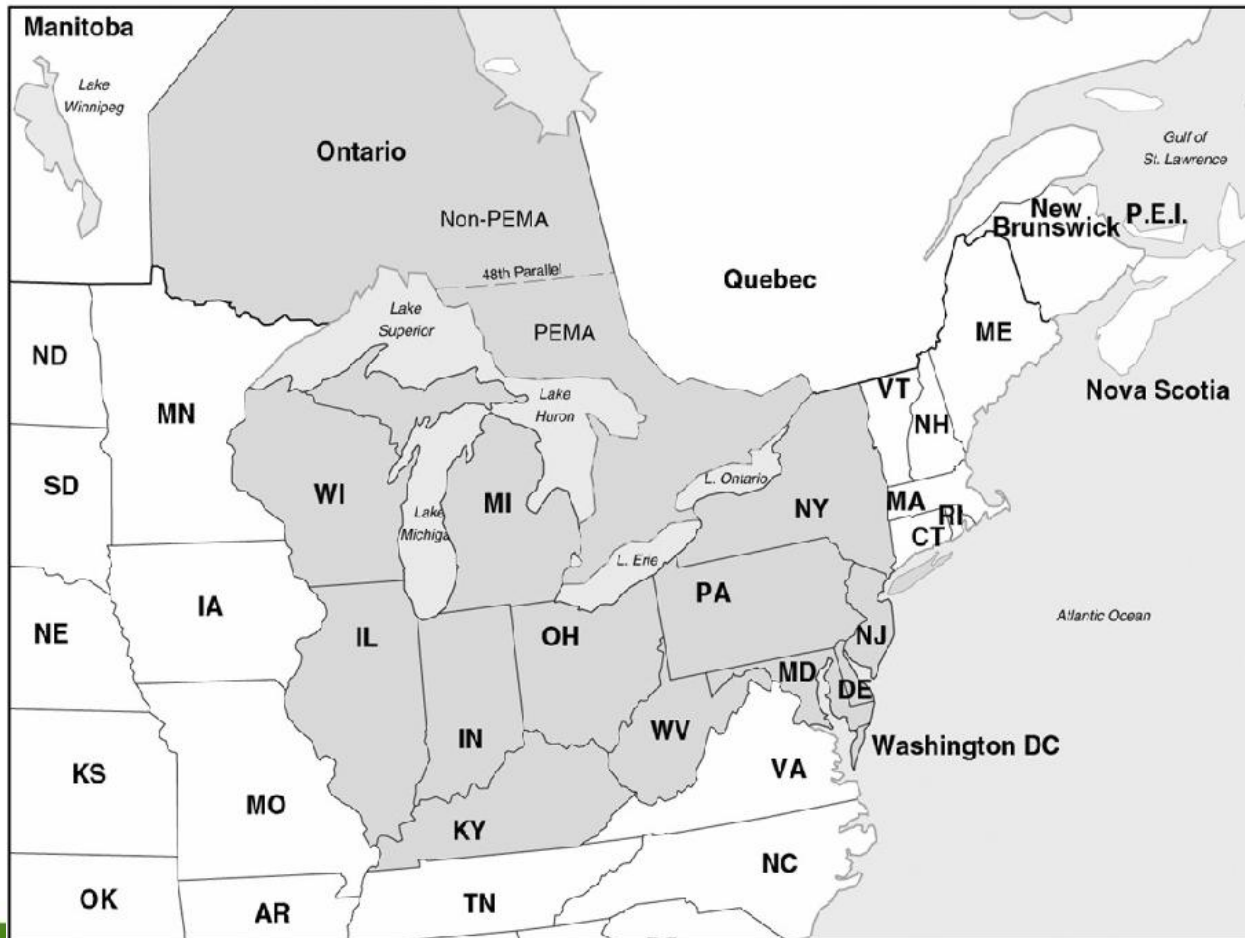 Manitoba
Lake
Winnipeg
Ontario
Gulf of
St. Lawrence
Non-PEMA
New
Brunswick
P.E.I.
48th Parallel
Quebec
Lake
Superior
PEMA
ME
ND
VT
Nova Scotia
MN
Lake
Huron
NH
SD
WI
MI
L. Ontario
MA
RI
NY
Lake
Michiga
CT
L. Erie
PA
IA
Atlantic Ocean
NE
IL
OH
NJ
MD
DE
IN
WV
Washington DC
KS
VA
MO
KY
NC
OK
AR
TN